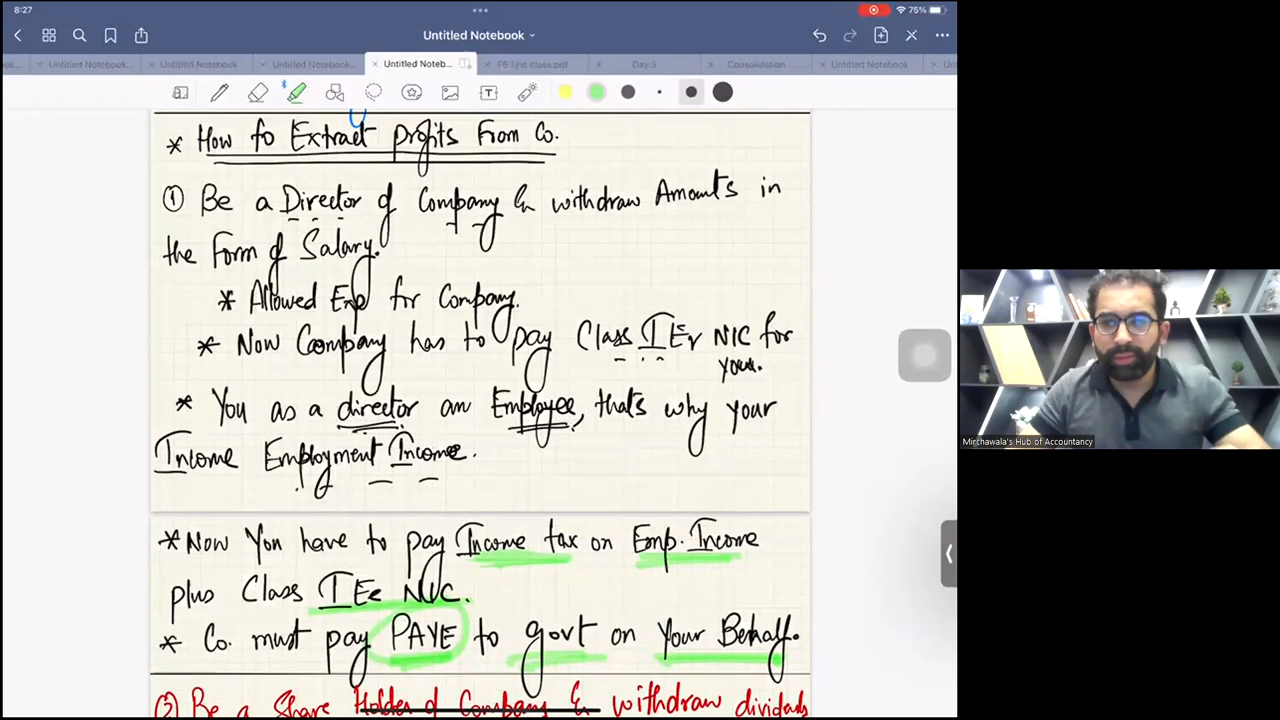 8:27
75%
Untitled Notebook
Untitled Notebook...
Untitled Notebook
Untitled Notebook...
Untitled Noteb...
F6 first class.pdf
Day 5
Consolidation
Untitled Notebook
* How to Extract Profits From Co.
① Be a Director of Company & withdraw Amounts in
the Form of Salary.
* Allowed Exp for Company.
* Now Company has to pay Class I Er NIC for
your.
* You as a director an Employee, that's why your
Income Employment Income.
* Now You have to pay Income tax on Emp. Income
plus Class I Ee NIC.
* Co. must pay PAYE to govt on Your Behalf.
② Be a Share Holder of Company & withdraw dividends
Mirchawala's Hub of Accountancy